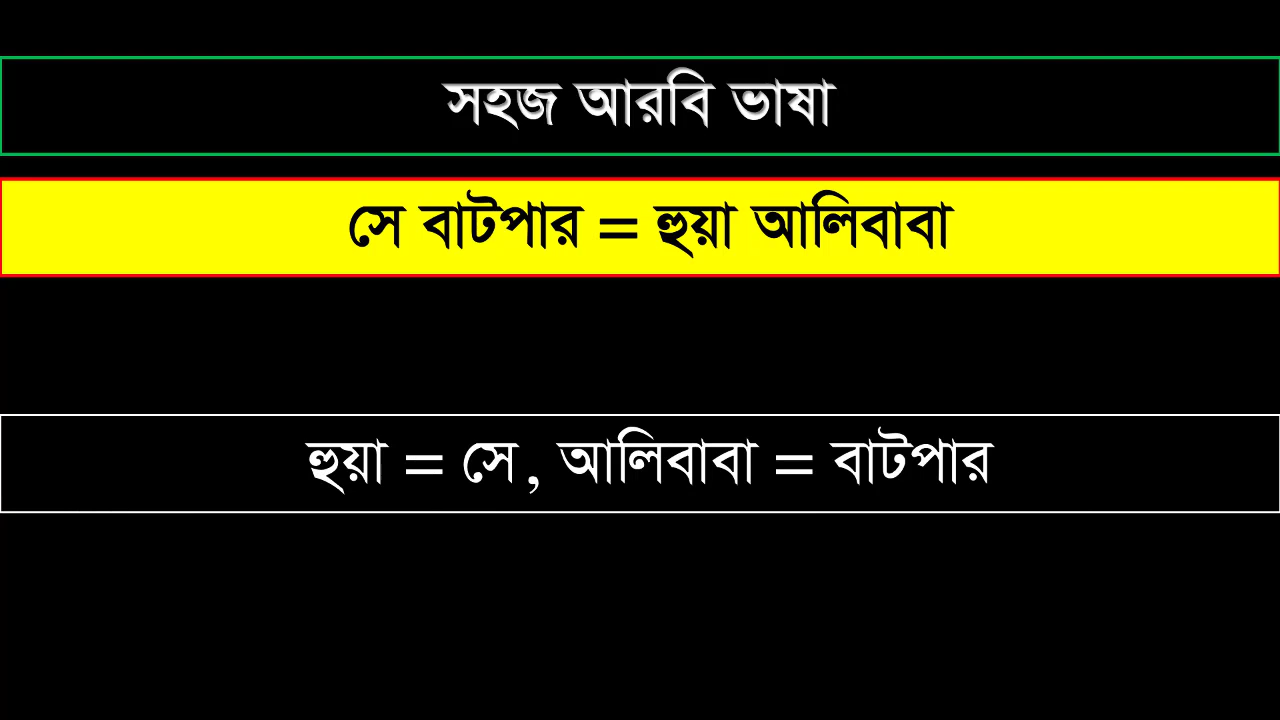 সহজ আরবি ভাষা
সে বাটপার = হুয়া আলিবাবা
হুয়া = সে, আলিবাবা = বাটপার